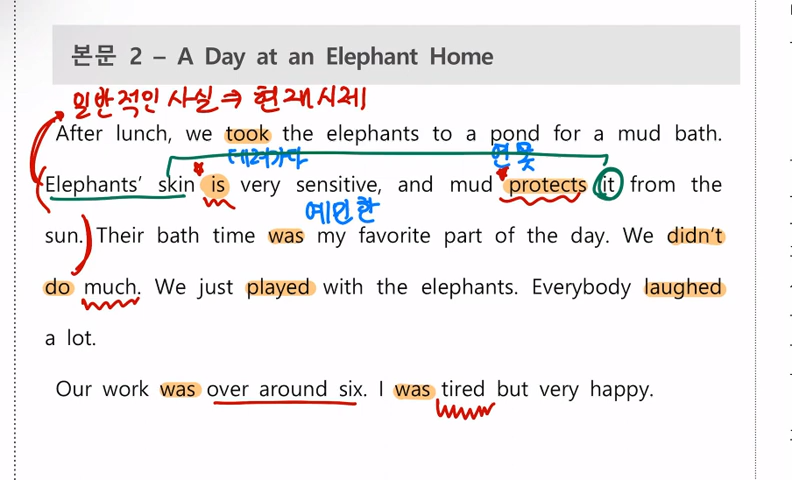 본문 2 – A Day at an Elephant Home
일반적인 사실 ⇒ 현재시제
After lunch, we took the elephants to a pond for a mud bath.
데려가다 연못
Elephants' skin is very sensitive, and mud protects it from the
예민한
sun. Their bath time was my favorite part of the day. We didn't
do much. We just played with the elephants. Everybody laughed
a lot.
Our work was over around six. I was tired but very happy.